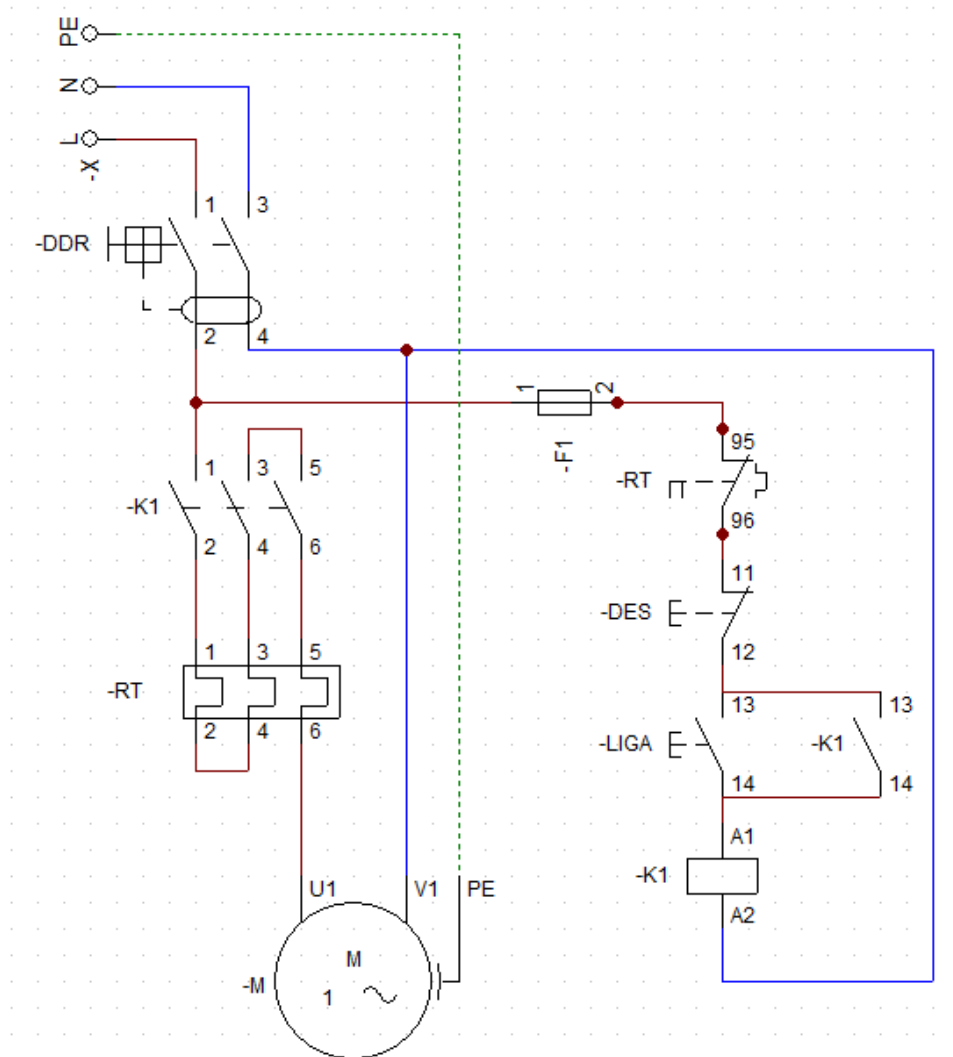 PE
N
L
-X
1 3
-DDR
2 4
1 2
-F1
95
-RT
96
1 3 5
-K1
2 4 6
11
-DES
12
1 3 5
-RT
2 4 6
13 13
-LIGA -K1
14 14
A1
-K1
A2
U1 V1 PE
M
-M
1